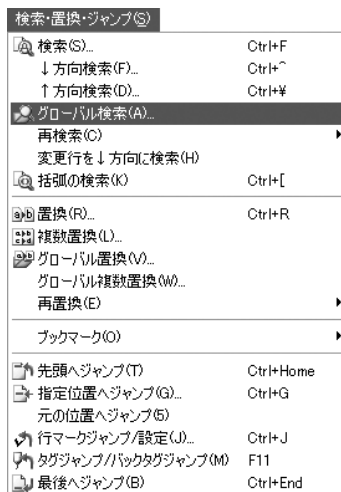 検索・置換・ジャンプ(S)
検索(S)... Ctrl+F
↓方向検索(F)... Ctrl+^
↑方向検索(D)... Ctrl+¥
グローバル検索(A)...
再検索(C)
変更行を↓方向に検索(H)
括弧の検索(K) Ctrl+[
置換(R)... Ctrl+R
複数置換(L)...
グローバル置換(V)...
グローバル複数置換(W)...
再置換(E)
ブックマーク(O)
先頭へジャンプ(T) Ctrl+Home
指定位置へジャンプ(G)... Ctrl+G
元の位置へジャンプ(5)
行マークジャンプ/設定(J)... Ctrl+J
タグジャンプ/バックタグジャンプ(M) F11
最後へジャンプ(B) Ctrl+End